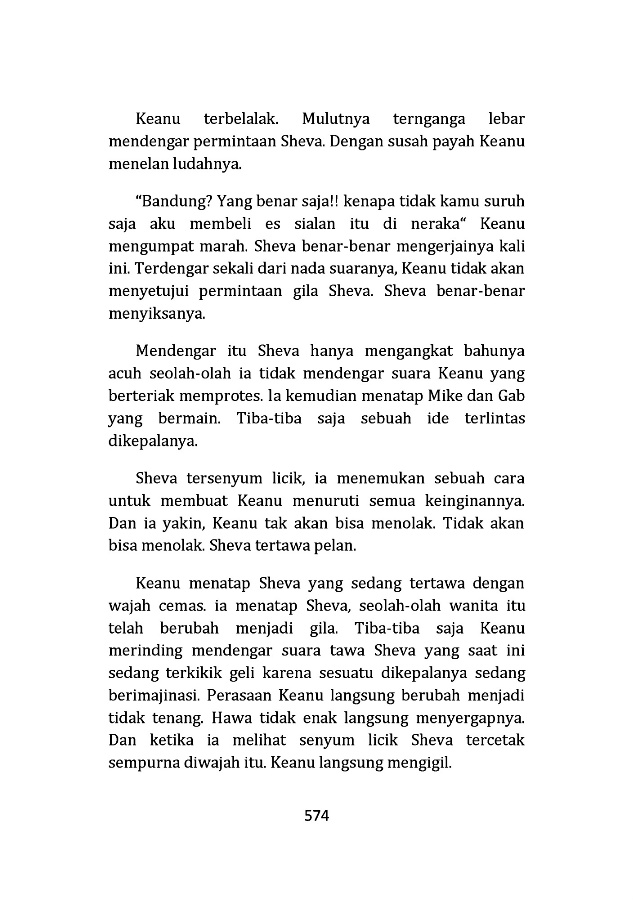 Keanu terbelalak. Mulutnya ternganga lebar
mendengar permintaan Sheva. Dengan susah payah Keanu
menelan ludahnya.
“Bandung? Yang benar saja!! kenapa tidak kamu suruh
saja aku membeli es sialan itu di neraka“ Keanu
mengumpat marah. Sheva benar-benar mengerjainya kali
ini. Terdengar sekali dari nada suaranya, Keanu tidak akan
menyetujui permintaan gila Sheva. Sheva benar-benar
menyiksanya.
Mendengar itu Sheva hanya mengangkat bahunya
acuh seolah-olah ia tidak mendengar suara Keanu yang
berteriak memprotes. Ia kemudian menatap Mike dan Gab
yang bermain. Tiba-tiba saja sebuah ide terlintas
dikepalanya.
Sheva tersenyum licik, ia menemukan sebuah cara
untuk membuat Keanu menuruti semua keinginannya.
Dan ia yakin, Keanu tak akan bisa menolak. Tidak akan
bisa menolak. Sheva tertawa pelan.
Keanu menatap Sheva yang sedang tertawa dengan
wajah cemas. ia menatap Sheva, seolah-olah wanita itu
telah berubah menjadi gila. Tiba-tiba saja Keanu
merinding mendengar suara tawa Sheva yang saat ini
sedang terkikik geli karena sesuatu dikepalanya sedang
berimajinasi. Perasaan Keanu langsung berubah menjadi
tidak tenang. Hawa tidak enak langsung menyergapnya.
Dan ketika ia melihat senyum licik Sheva tercetak
sempurna diwajah itu. Keanu langsung mengigil.
574